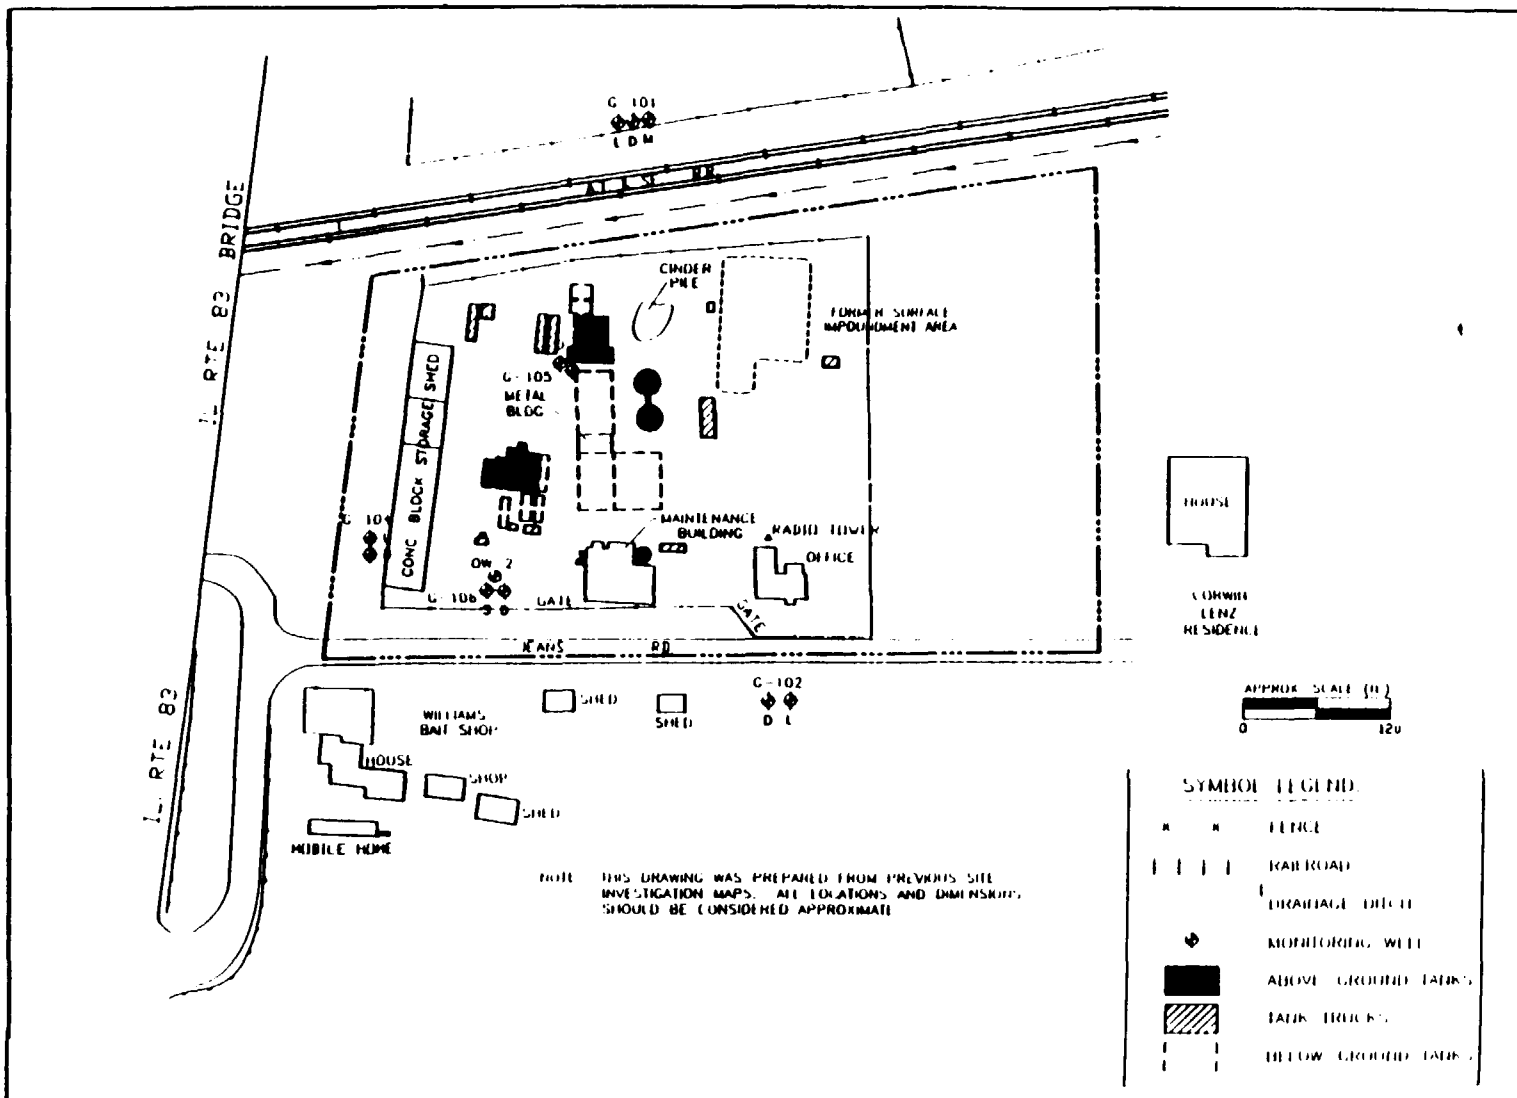 G-101
L D M
A.T. & S.F. R.R.
IL. RTE 83 BRIDGE
CINDER
PILE
FORMER SURFACE
IMPOUNDMENT AREA
G-105
METAL
BLDG
CONC BLOCK STORAGE SHED
HOUSE
MAINTENANCE
BUILDING
RADIO TOWER
OFFICE
OW 2
G-106
S D
GATE
GATE
CORWIN
LENZ
RESIDENCE
JEANS RD
G-102
D L
SHED
SHED
WILLIAMS
BAIT SHOP
HOUSE
SHOP
SHED
MOBILE HOME
IL. RTE 83
APPROX SCALE (ft.)
0 120
NOTE THIS DRAWING WAS PREPARED FROM PREVIOUS SITE
INVESTIGATION MAPS. ALL LOCATIONS AND DIMENSIONS
SHOULD BE CONSIDERED APPROXIMATE
SYMBOL LEGEND
FENCE
RAILROAD
DRAINAGE DITCH
MONITORING WELL
ABOVE GROUND TANKS
TANK TRUCKS
BELOW GROUND TANKS